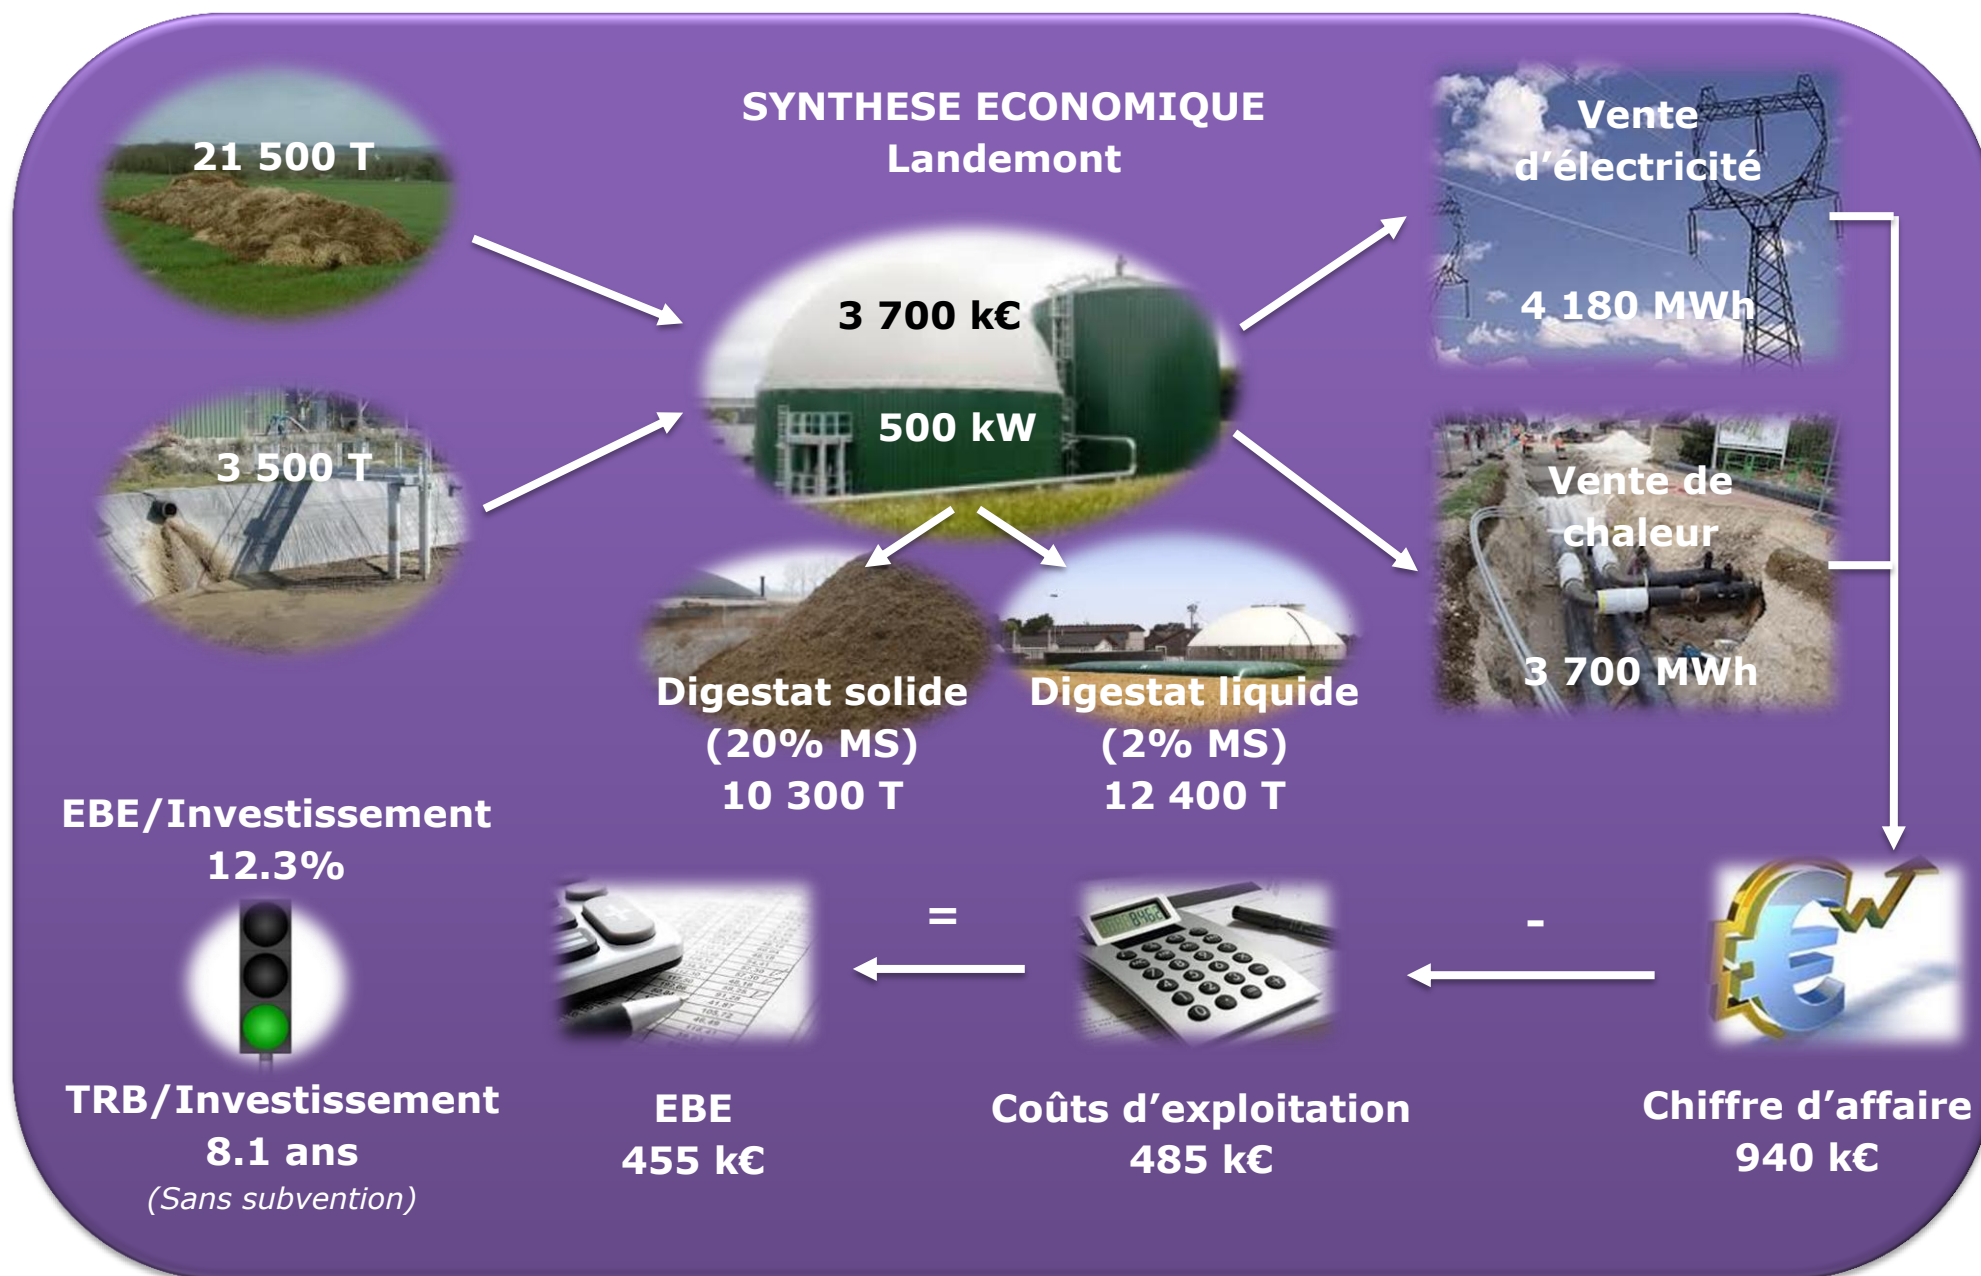 SYNTHESE ECONOMIQUE
Landemont
21 500 T
3 500 T
3 700 k€
500 kW
Vente
d’électricité
4 180 MWh
Vente de
chaleur
3 700 MWh
Digestat solide
(20% MS)
10 300 T
Digestat liquide
(2% MS)
12 400 T
EBE/Investissement
12.3%
TRB/Investissement
8.1 ans
(Sans subvention)
=
-
EBE
455 k€
Coûts d’exploitation
485 k€
Chiffre d’affaire
940 k€